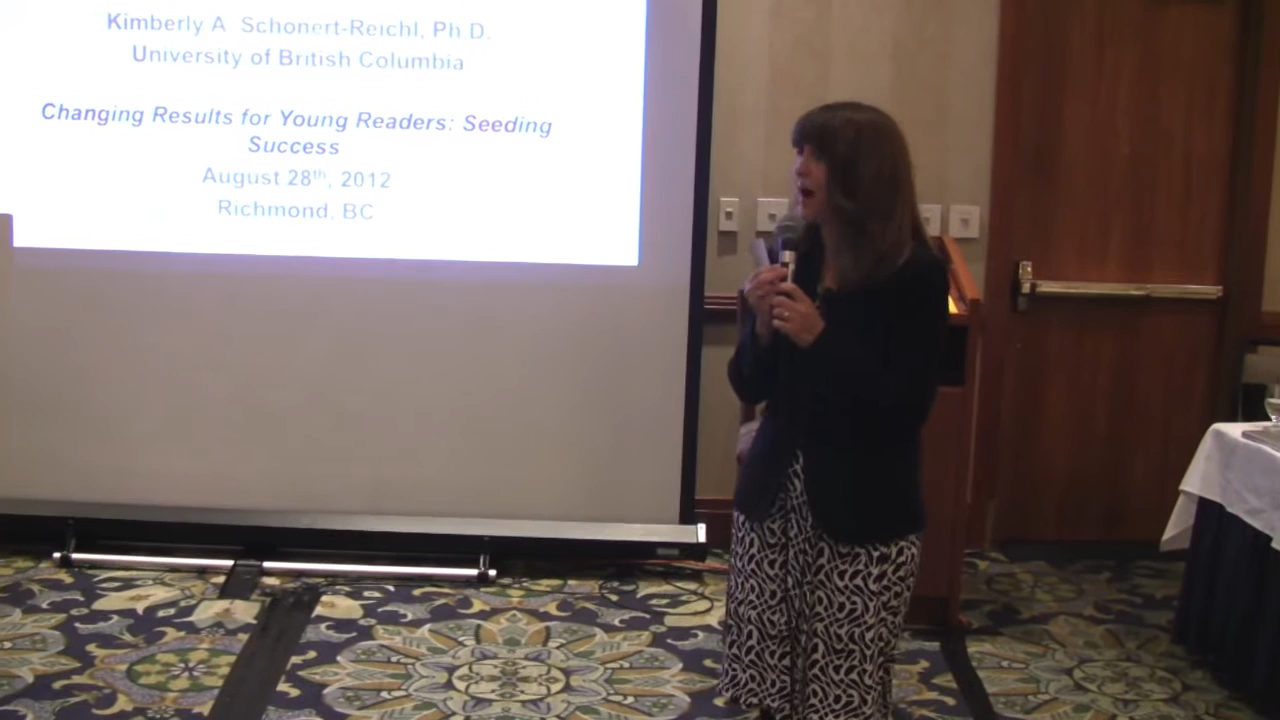 Kimberly A Schonert-Reichl, Ph.D.
University of British Columbia
Changing Results for Young Readers: Seeding
Success
August 28th, 2012
Richmond, BC